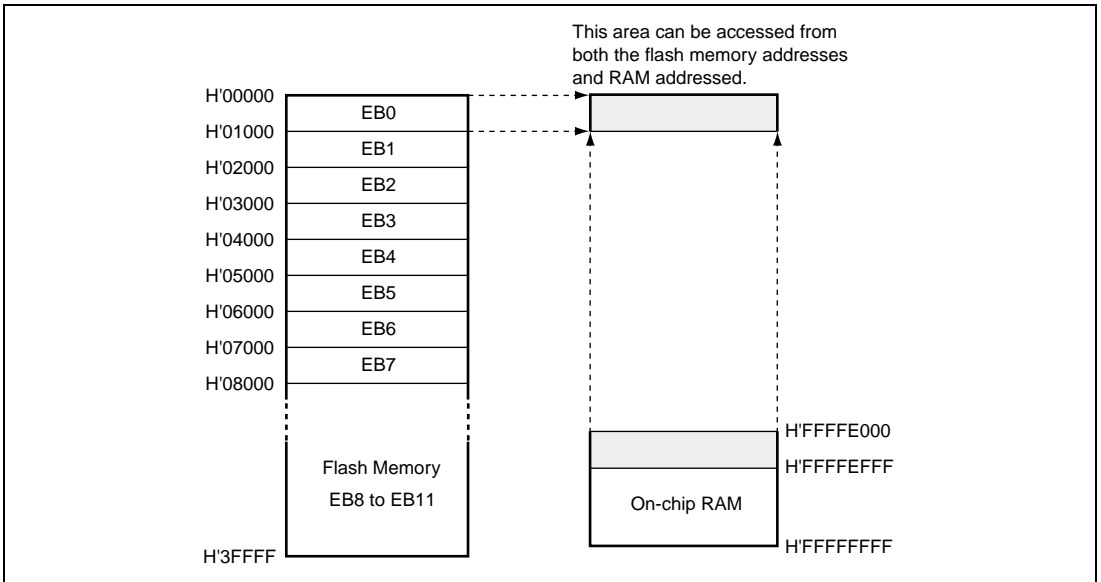 This area can be accessed from
both the flash memory addresses
and RAM addressed.
H'00000
EB0
H'01000
EB1
H'02000
EB2
H'03000
EB3
H'04000
EB4
H'05000
EB5
H'06000
EB6
H'07000
EB7
H'08000
Flash Memory
EB8 to EB11
H'3FFFF
H'FFFFE000
H'FFFFEFFF
On-chip RAM
H'FFFFFFFF